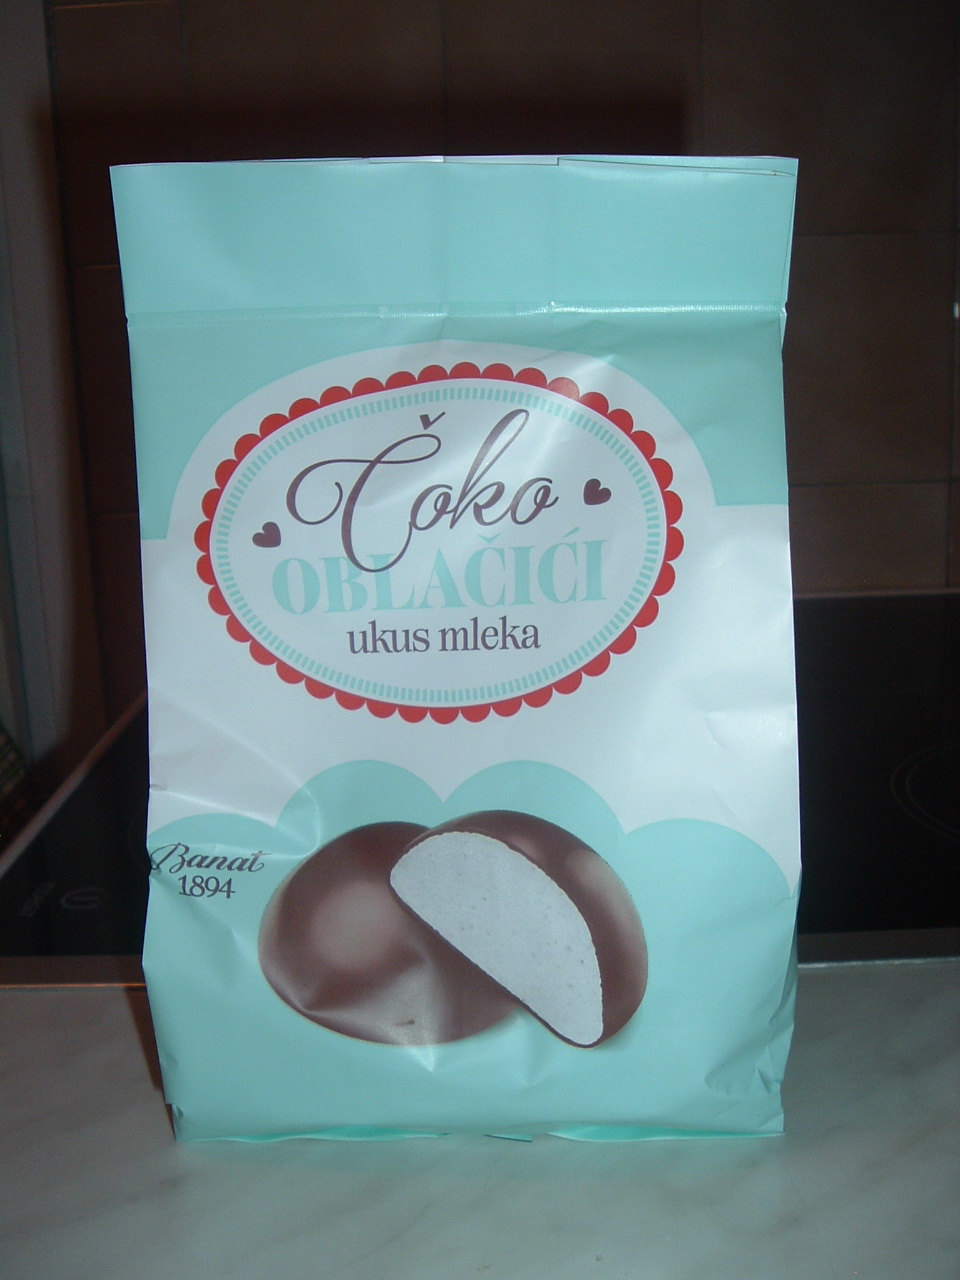 Čoko
OBLAČIĆI
ukus mleka
Banat
1894